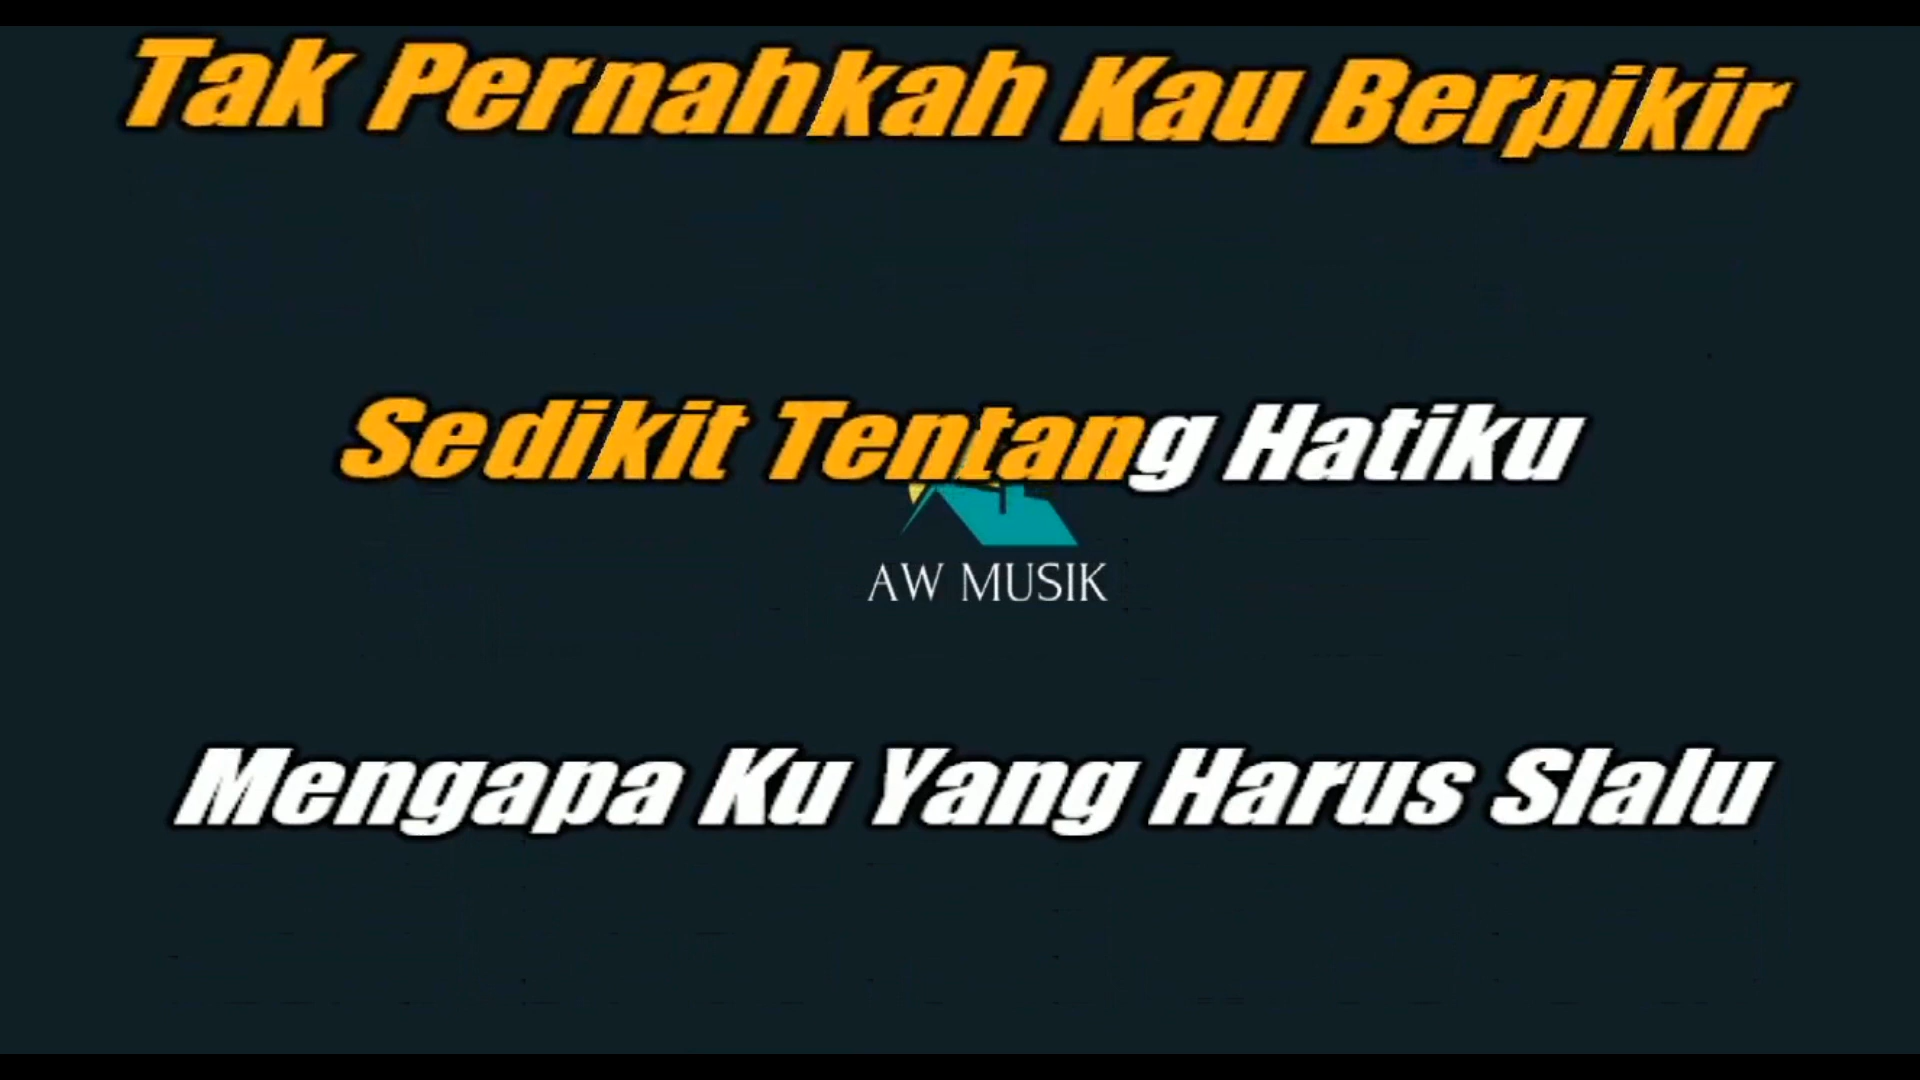 Tak Pernahkah Kau Berpikir
Sedikit Tentang Hatiku
AW MUSIK
Mengapa Ku Yang Harus Slalu